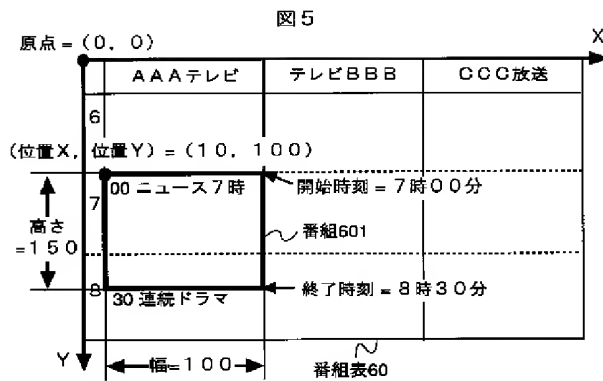 図5
原点=(0,0)
X
AAAテレビ テレビBBB CCC放送
6
(位置X,位置Y)=(10,100)
00 ニュース7時 開始時刻=7時00分
7
高さ
=150
番組601
8
30 連続ドラマ 終了時刻=8時30分
Y
幅=100
番組表60